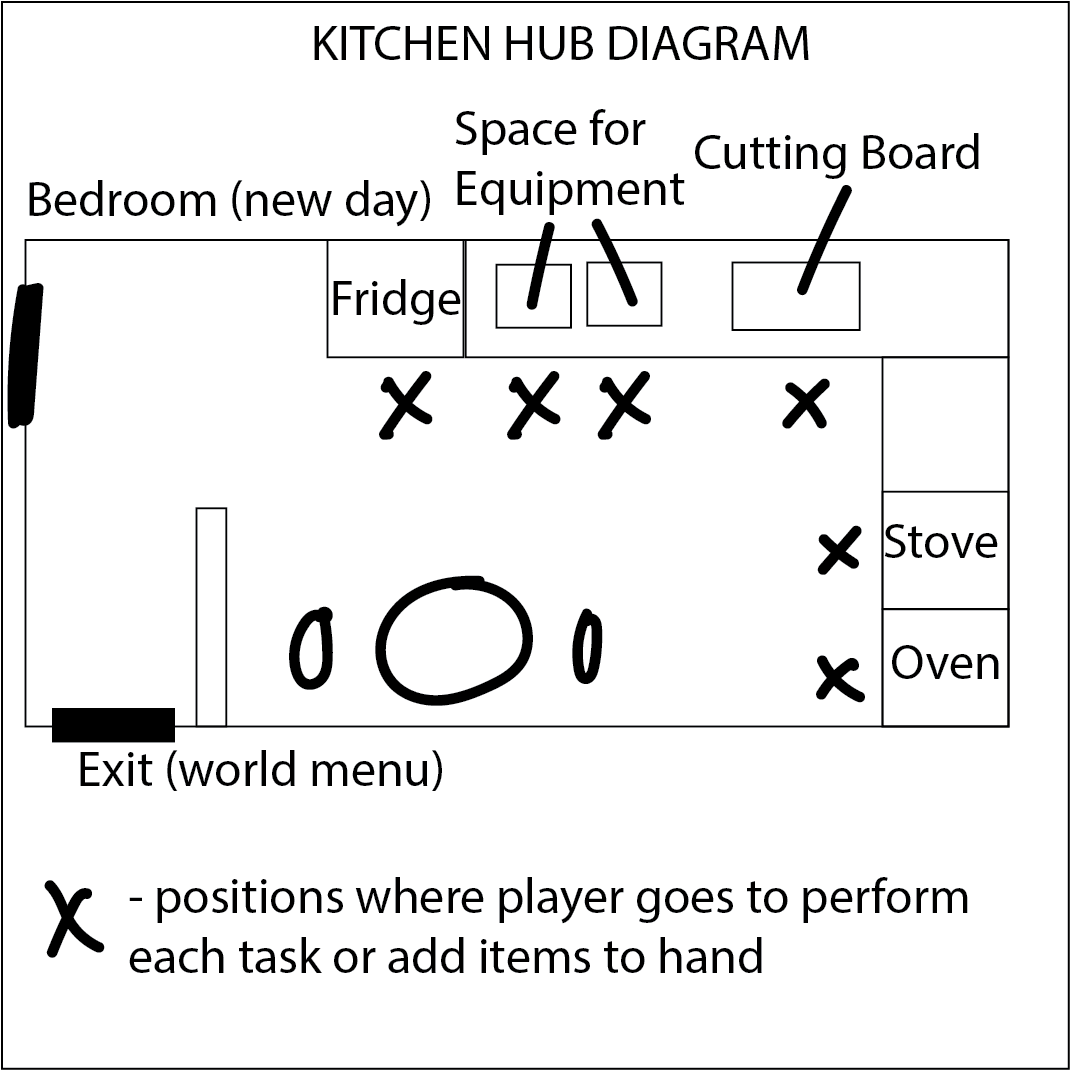 KITCHEN HUB DIAGRAM
Space for
Equipment
Cutting Board
Bedroom (new day)
Fridge
Stove
Oven
Exit (world menu)
- positions where player goes to perform
each task or add items to hand